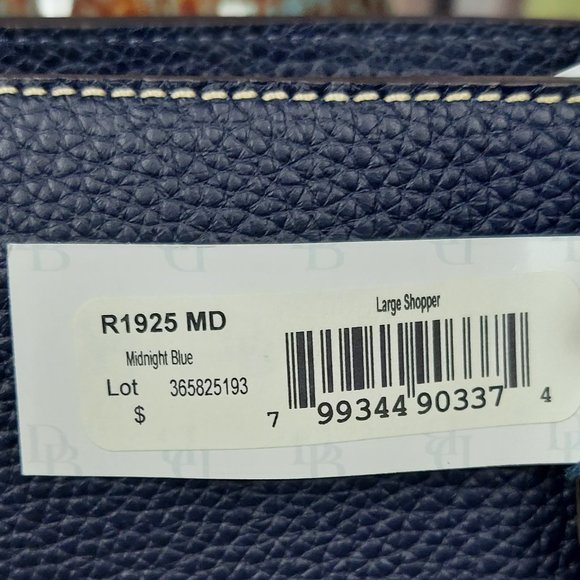 R1925 MD
Large Shopper
Midnight Blue
Lot 365825193
$
7 99344 90337 4